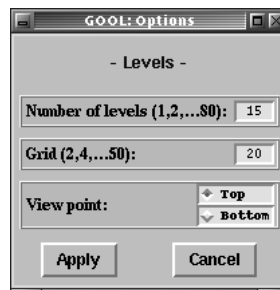 GOOL: Options
- Levels -
Number of levels (1,2,...80): 15
Grid (2,4,...50): 20
View point:
Top
Bottom
Apply Cancel